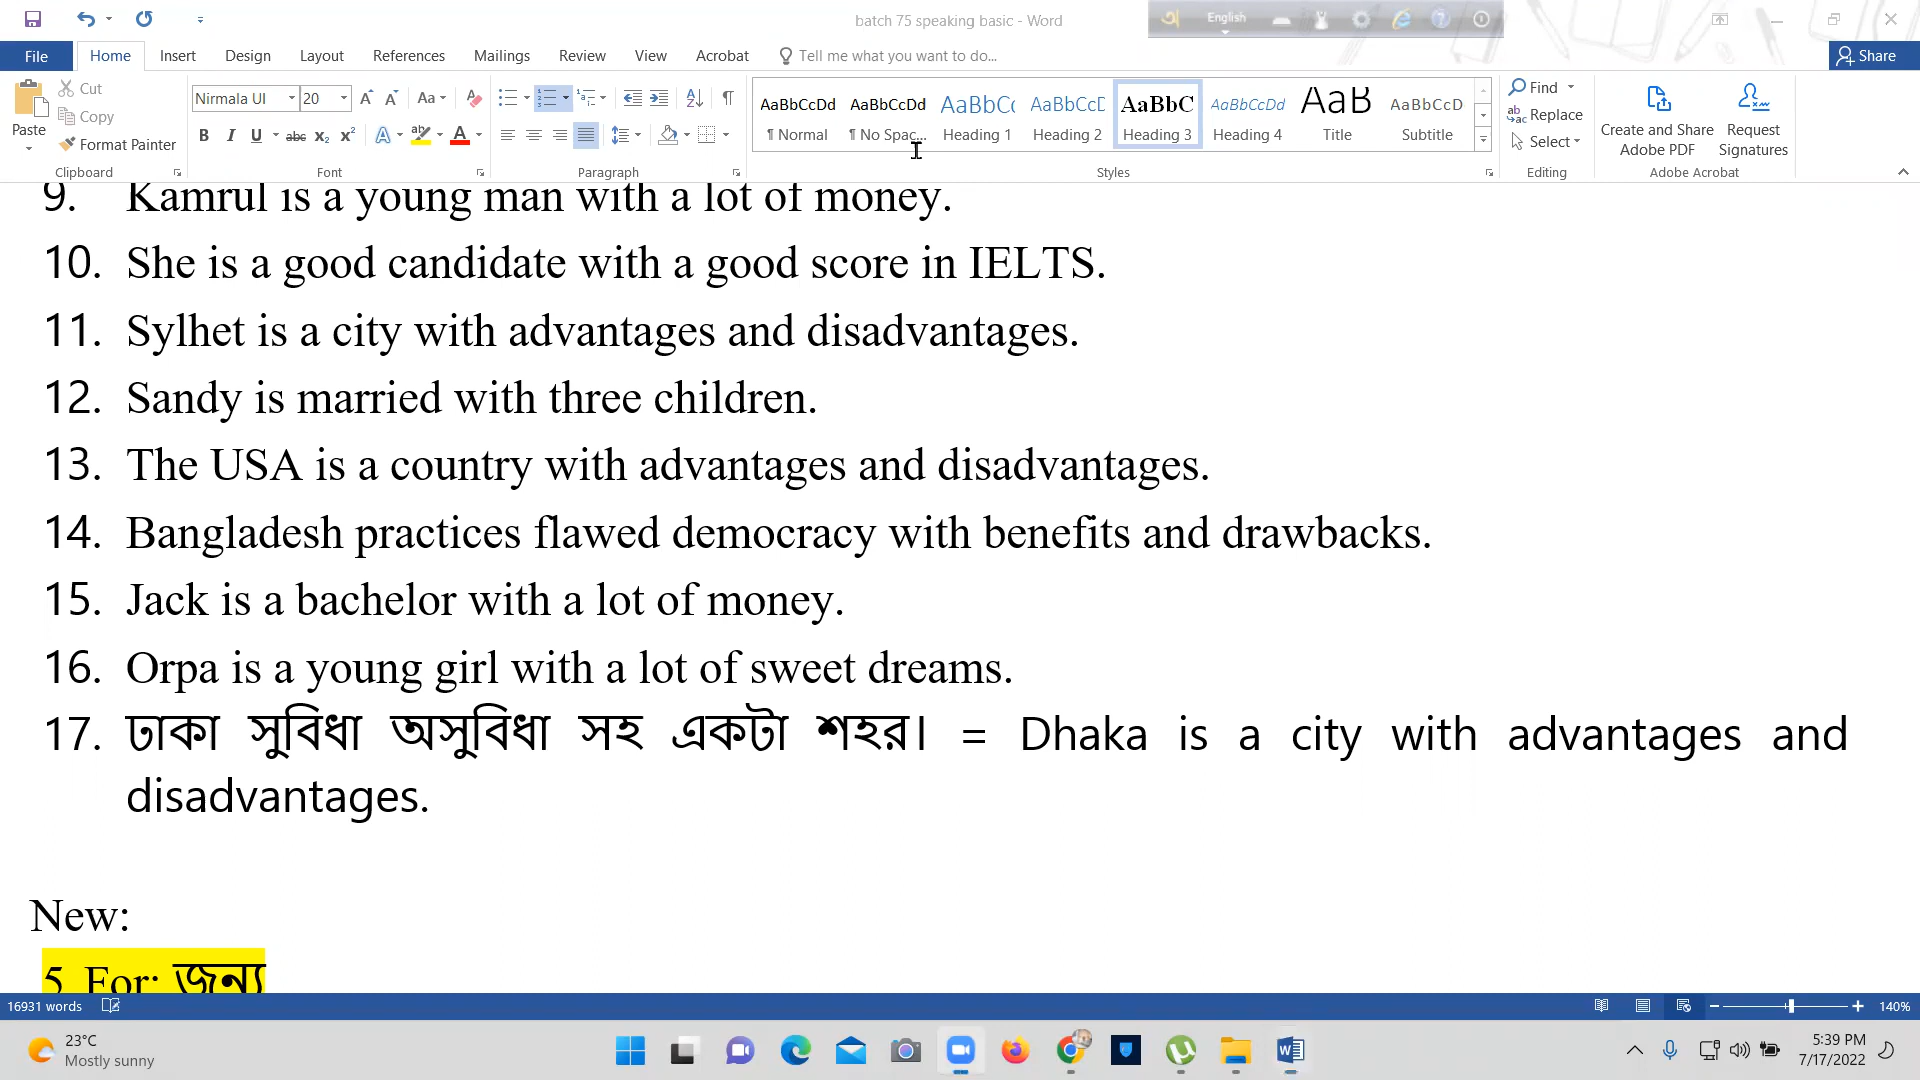 batch 75 speaking basic - Word
English
File Home Insert Design Layout References Mailings Review View Acrobat Tell me what you want to do... Share
Paste
Cut
Copy
Format Painter
Clipboard
Nirmala UI 20
Font
Paragraph
AaBbCcDd AaBbCcDd AaBbC AaBbCcD AaBbC AaBbCcDd AaB AaBbCcD
¶ Normal ¶ No Spac... Heading 1 Heading 2 Heading 3 Heading 4 Title Subtitle
Styles
Find
Replace
Select
Editing
Create and Share
Adobe PDF
Request
Signatures
Adobe Acrobat
9. Kamrul is a young man with a lot of money.
10. She is a good candidate with a good score in IELTS.
11. Sylhet is a city with advantages and disadvantages.
12. Sandy is married with three children.
13. The USA is a country with advantages and disadvantages.
14. Bangladesh practices flawed democracy with benefits and drawbacks.
15. Jack is a bachelor with a lot of money.
16. Orpa is a young girl with a lot of sweet dreams.
17. ঢাকা সুবিধা অসুবিধা সহ একটা শহর। = Dhaka is a city with advantages and
disadvantages.
New:
5 For: জন্য
16931 words
140%
23°C
Mostly sunny
5:39 PM
7/17/2022